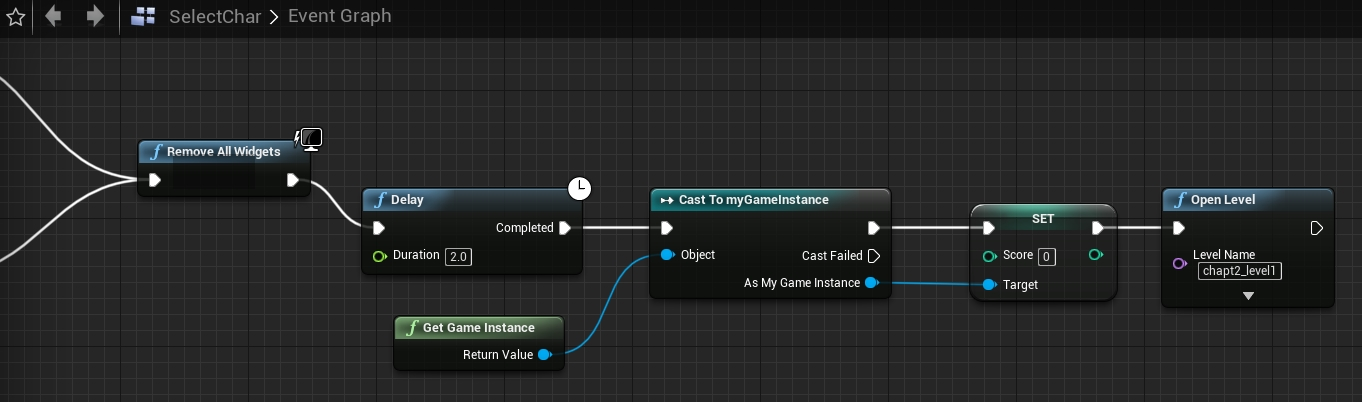 SelectChar > Event Graph
f Remove All Widgets
f Delay
Completed
Duration 2.0
f Get Game Instance
Return Value
Cast To myGameInstance
Object
Cast Failed
As My Game Instance
SET
Score 0
Target
f Open Level
Level Name
chapt2_level1